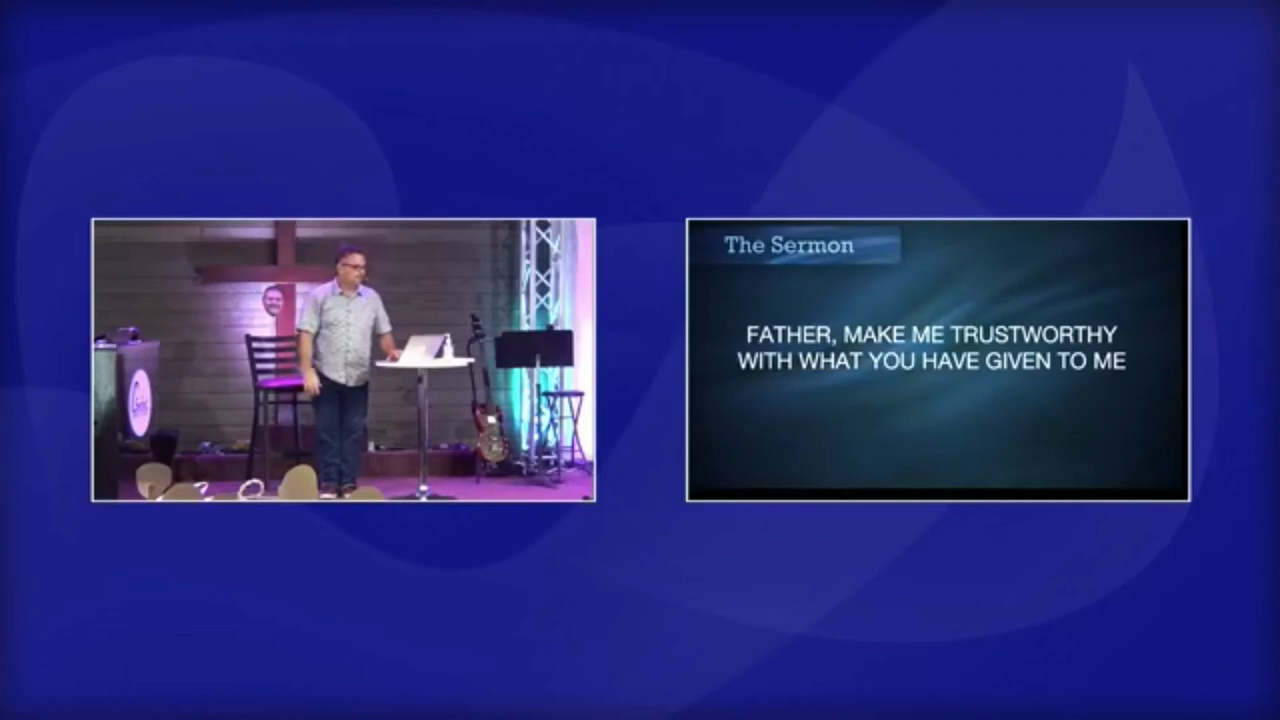 The Sermon
FATHER, MAKE ME TRUSTWORTHY
WITH WHAT YOU HAVE GIVEN TO ME